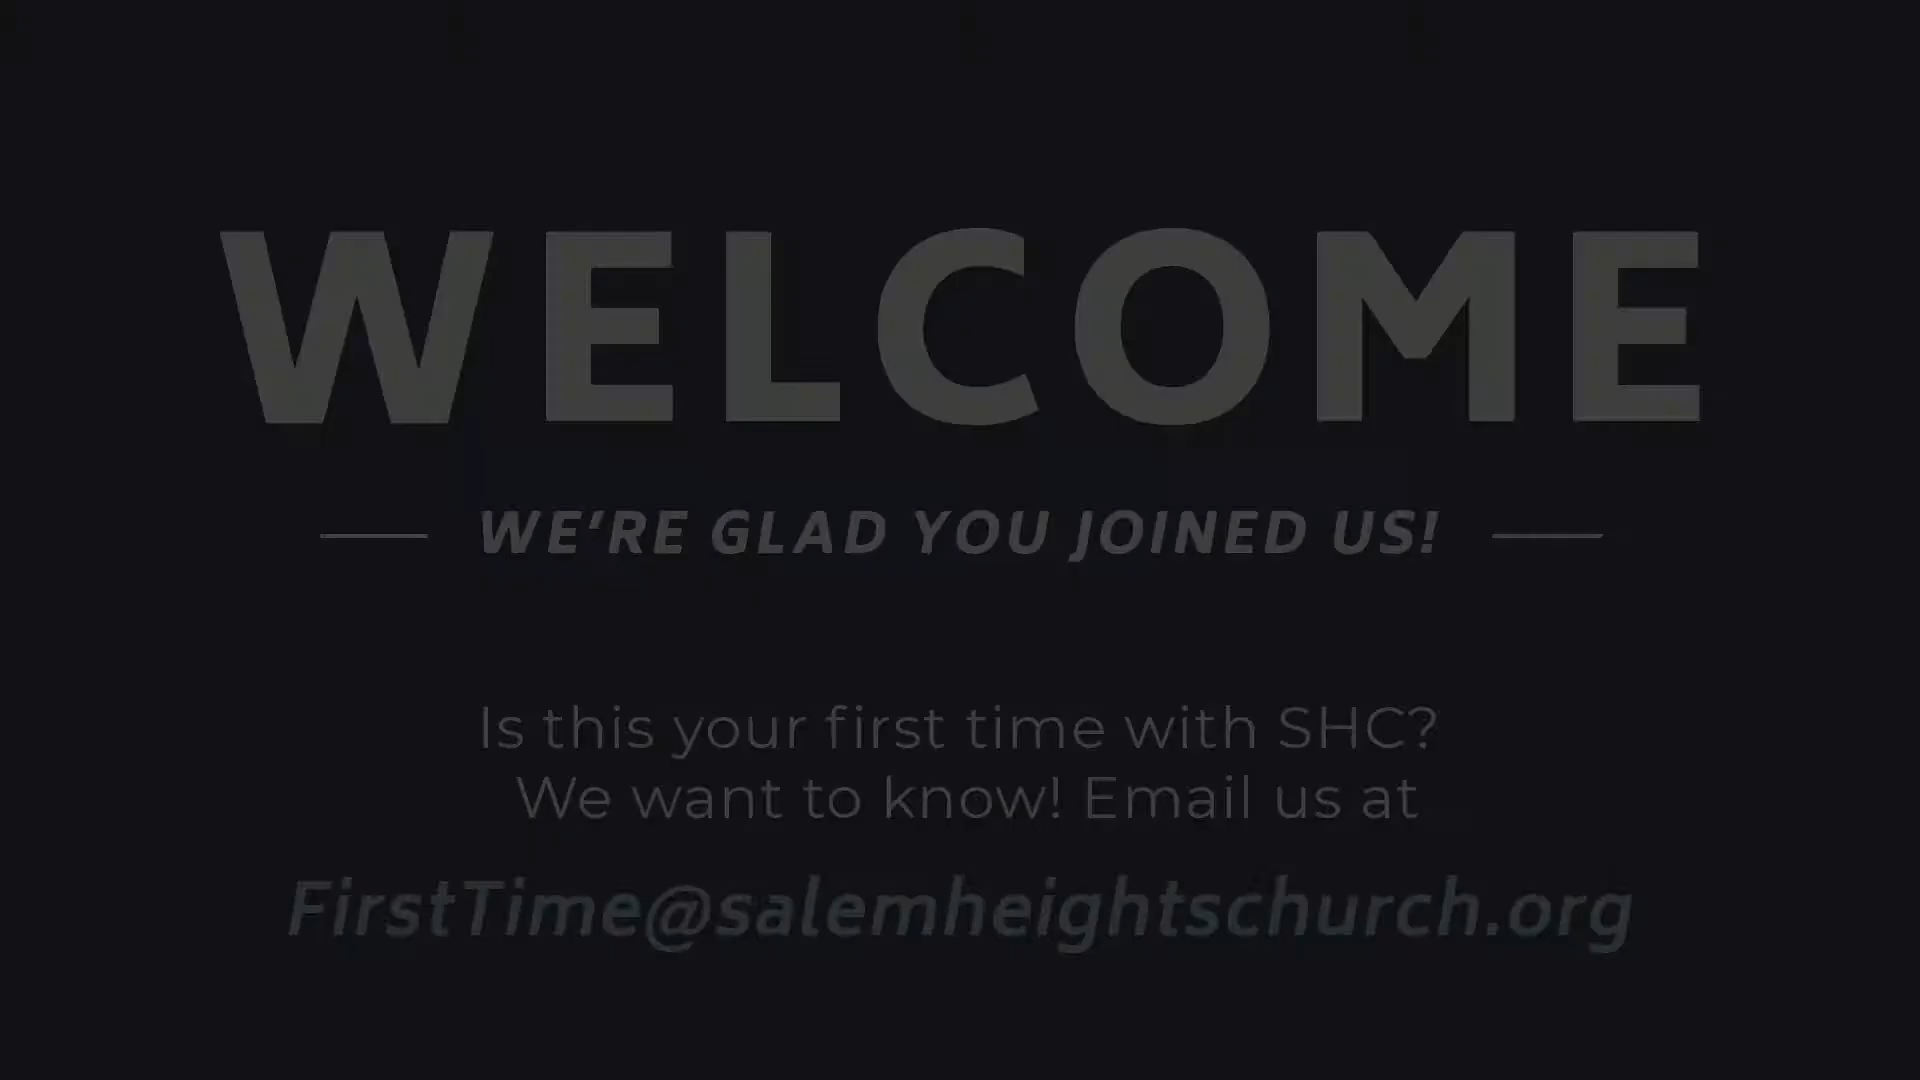 WELCOME
WE'RE GLAD YOU JOINED US!
Is this your first time with SHC?
We want to know! Email us at
FirstTime@salemheightschurch.org